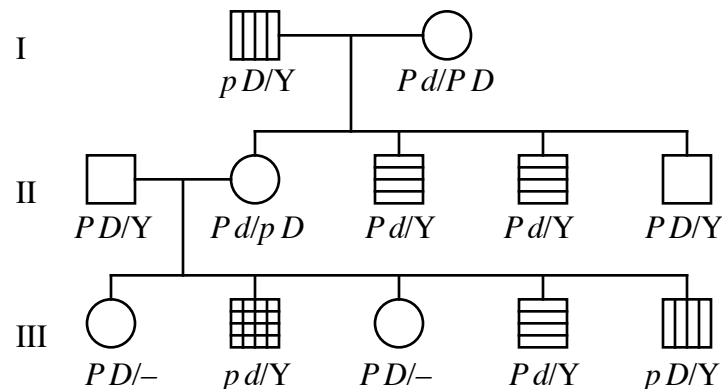 I
p D/Y P d/P D
II
P D/Y P d/p D P d/Y P d/Y P D/Y
III
P D/– p d/Y P D/– P d/Y p D/Y